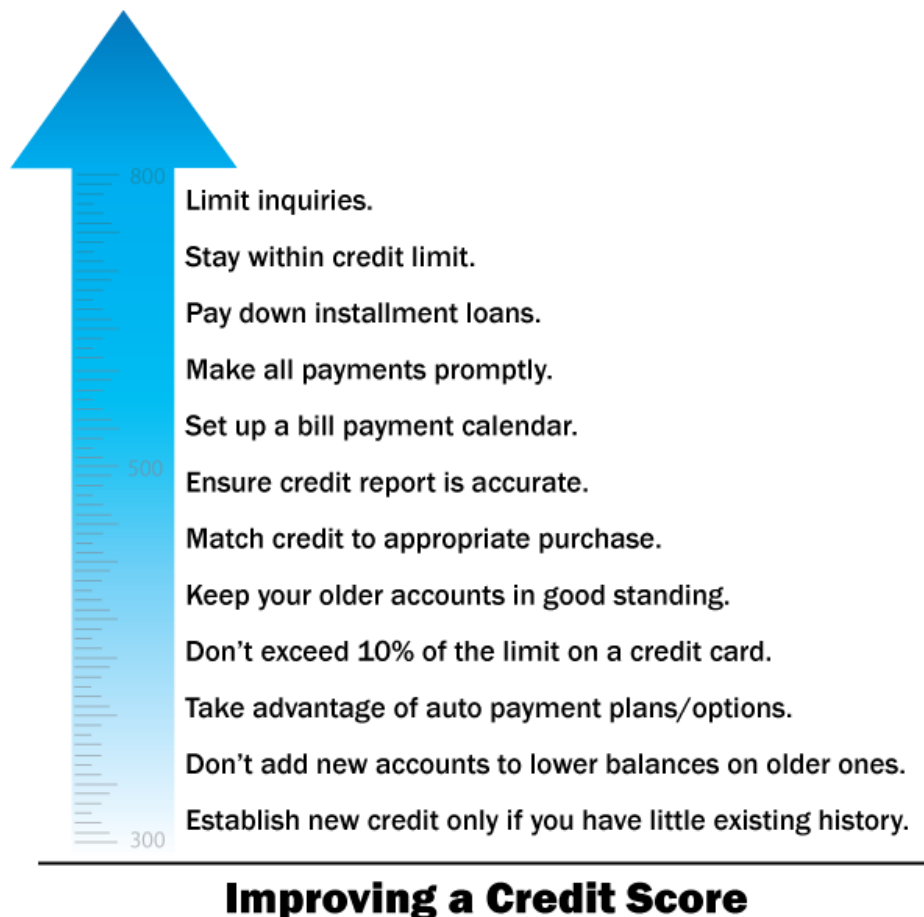 800
Limit inquiries.
Stay within credit limit.
Pay down installment loans.
Make all payments promptly.
Set up a bill payment calendar.
500
Ensure credit report is accurate.
Match credit to appropriate purchase.
Keep your older accounts in good standing.
Don’t exceed 10% of the limit on a credit card.
Take advantage of auto payment plans/options.
Don’t add new accounts to lower balances on older ones.
Establish new credit only if you have little existing history.
300
Improving a Credit Score